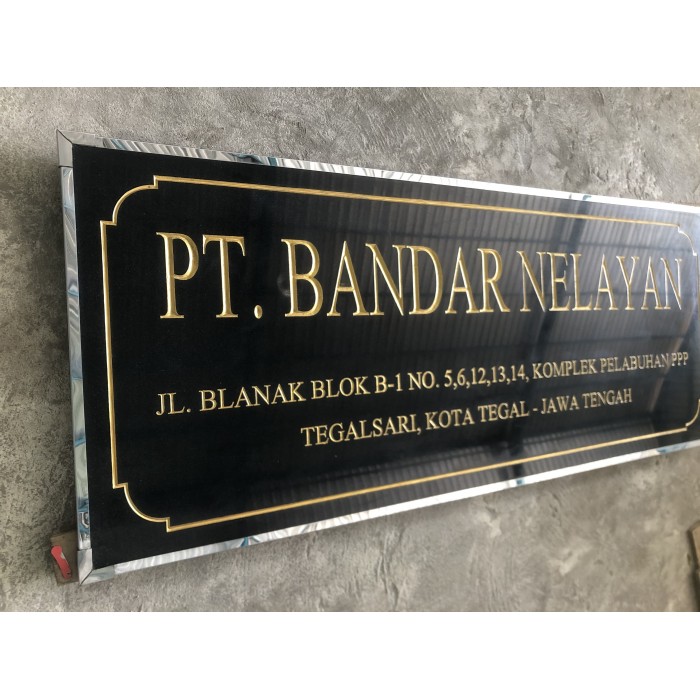 PT. BANDAR NELAYAN
JL. BLANAK BLOK B-1 NO. 5,6,12,13,14, KOMPLEK PELABUHAN PPP
TEGALSARI, KOTA TEGAL - JAWA TENGAH